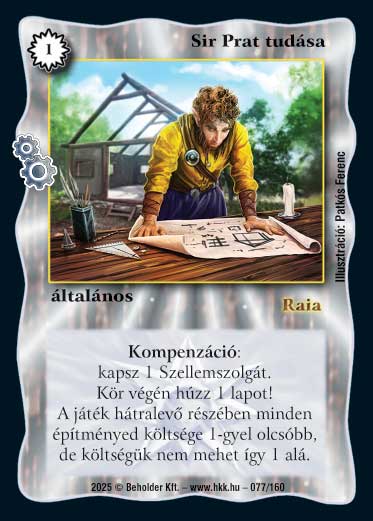 1
Sir Prat tudása
Illusztráció: Patkós Ferenc
általános
Raia
Kompenzáció:
kapsz 1 Szellemszolgát.
Kör végén húzz 1 lapot!
A játék hátralevő részében minden
építményed költsége 1-gyel olcsóbb,
de költségük nem mehet így 1 alá.
2025 © Beholder Kft. – www.hkk.hu – 077/160